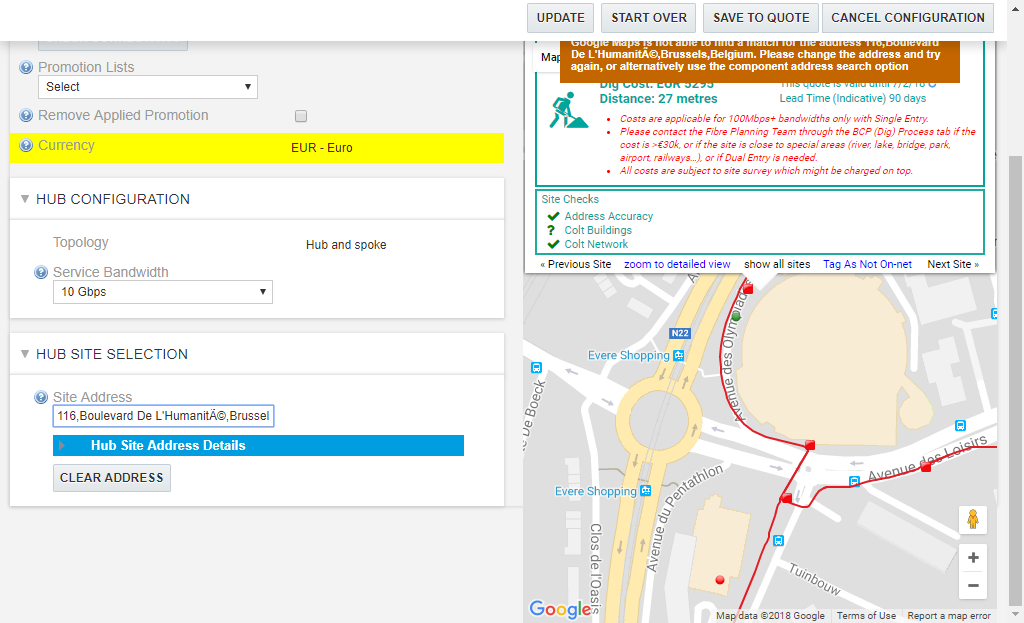 UPDATE
START OVER
SAVE TO QUOTE
CANCEL CONFIGURATION
Promotion Lists
Select
Remove Applied Promotion
Currency
EUR - Euro
HUB CONFIGURATION
Topology
Hub and spoke
Service Bandwidth
10 Gbps
HUB SITE SELECTION
Site Address
116,Boulevard De L'HumanitÃ©,Brussel
Hub Site Address Details
CLEAR ADDRESS
Map
Google Maps is not able to find a match for the address 116,Boulevard
De L'HumanitÃ©,Brussels,Belgium. Please change the address and try
again, or alternatively use the component address search option
Dig Cost: EUR 5295
Distance: 27 metres
This quote is valid until 7/2/18
Lead Time (Indicative) 90 days
Costs are applicable for 100Mbps+ bandwidths only with Single Entry.
Please contact the Fibre Planning Team through the BCP (Dig) Process tab if the
cost is >€30k, or if the site is close to special areas (river, lake, bridge, park,
airport, railways...), or if Dual Entry is needed.
All costs are subject to site survey which might be charged on top.
Site Checks
Address Accuracy
? Colt Buildings
Colt Network
« Previous Site
zoom to detailed view
show all sites
Tag As Not On-net
Next Site »
N22
Evere Shopping
Avenue des Olympiades
De Boeck
Avenue des Loisirs
Evere Shopping
Avenue du Pentathlon
Clos de l'Oasis
Tuinbouw
+
−
Google
Map data ©2018 Google
Terms of Use
Report a map error